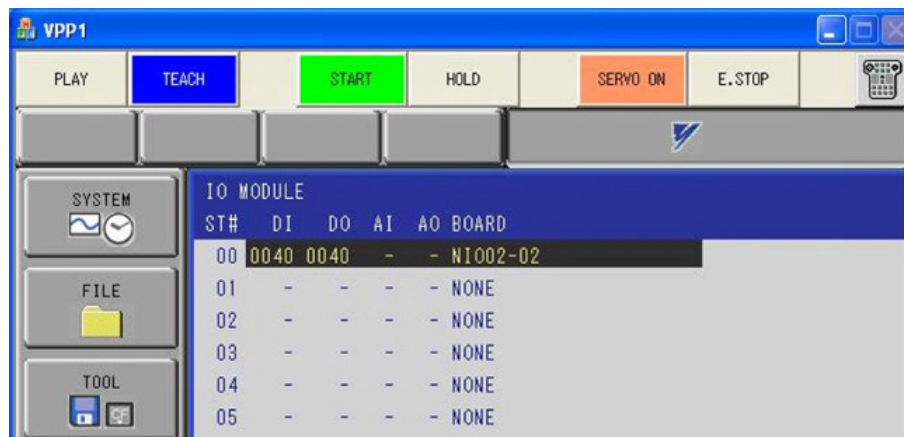 VPP1
PLAY TEACH START HOLD SERVO ON E.STOP
SYSTEM
FILE
TOOL
CF
IO MODULE
ST# DI DO AI AO BOARD
00 0040 0040 - - NIO02-02
01 - - - - NONE
02 - - - - NONE
03 - - - - NONE
04 - - - - NONE
05 - - - - NONE